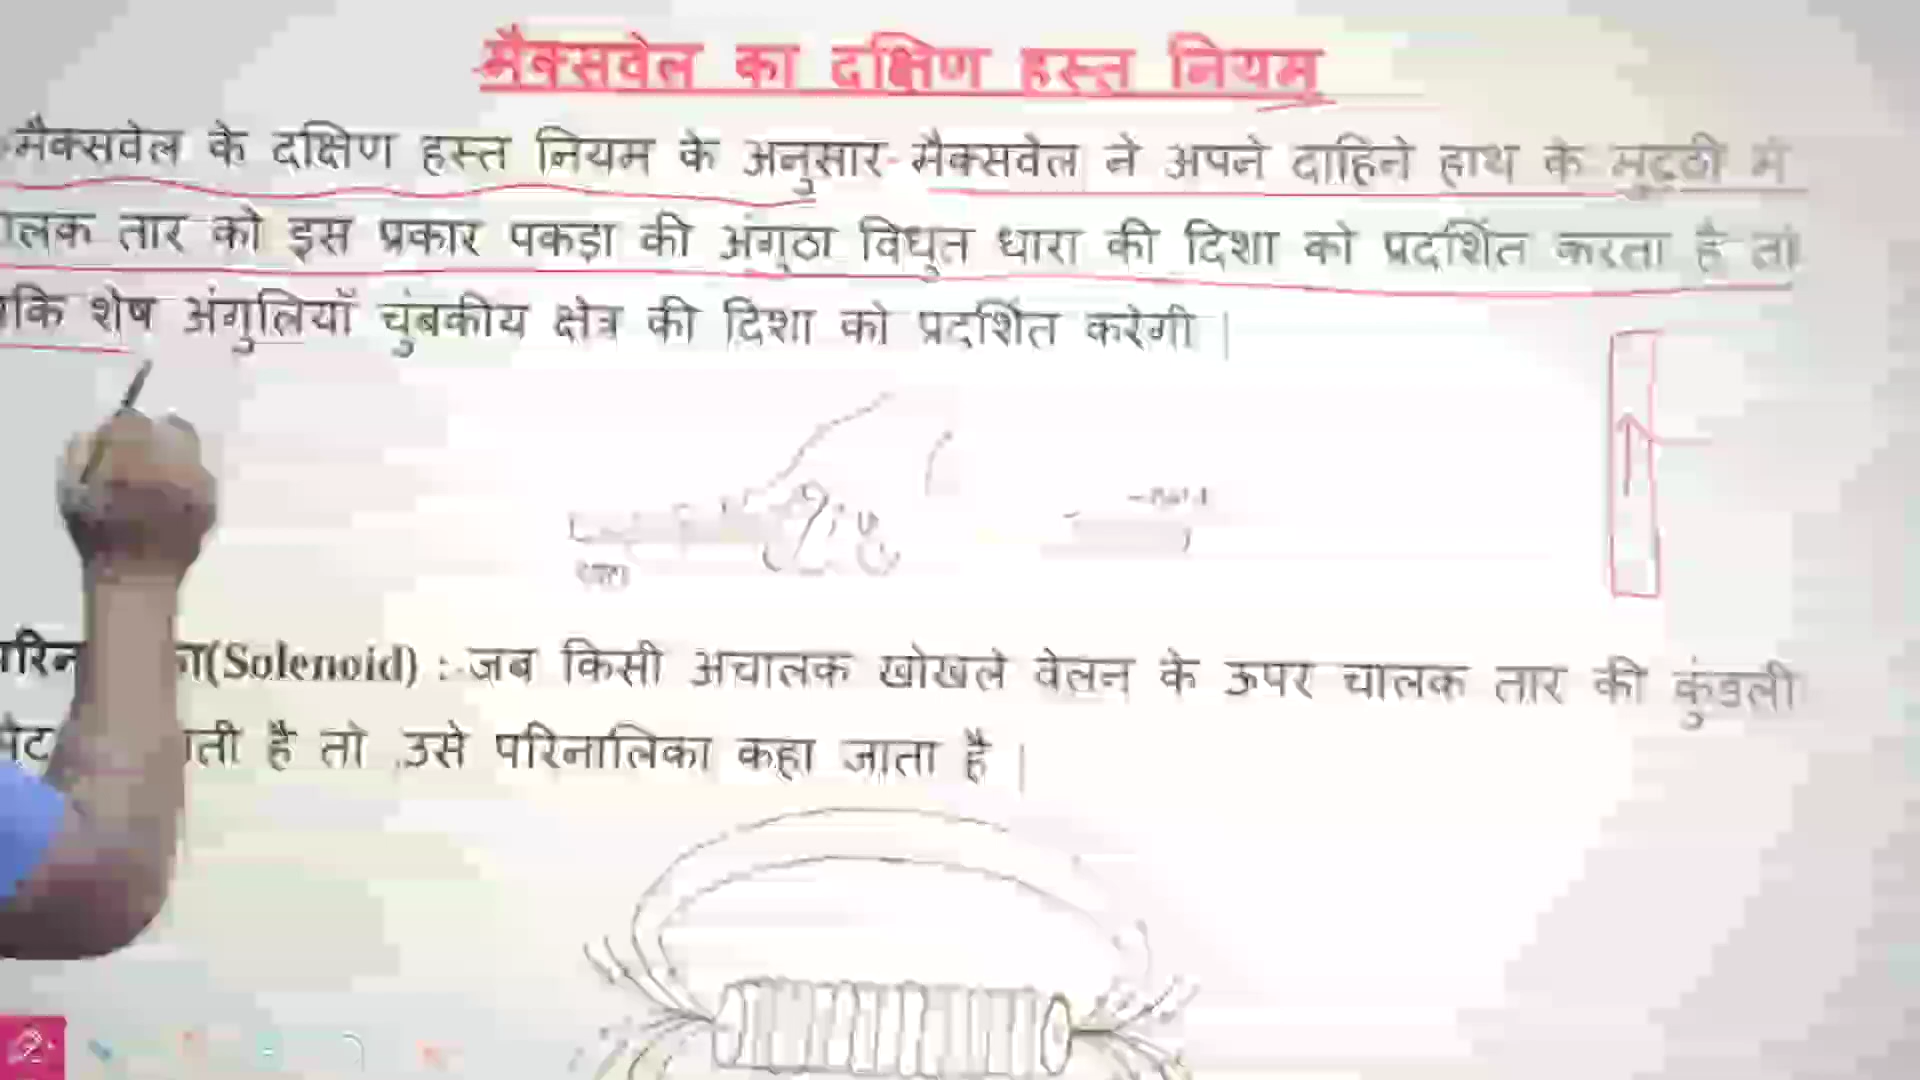 मैक्सवेल का दक्षिण हस्त नियम
मैक्सवेल के दक्षिण हस्त नियम के अनुसार- मैक्सवेल ने अपने दाहिने हाथ के मुट्ठी में
लक तार को इस प्रकार पकड़ा की अंगुठा विधुत धारा की दिशा को प्रदर्शित करता है तो
कि शेष अंगुलियाँ चुंबकीय क्षेत्र की दिशा को प्रदर्शित करेगी |
रिन ा(Solenoid) :- जब किसी अचालक खोखले वेलन के ऊपर चालक तार की कुंडली
पेट ाती है तो उसे परिनालिका कहा जाता है |